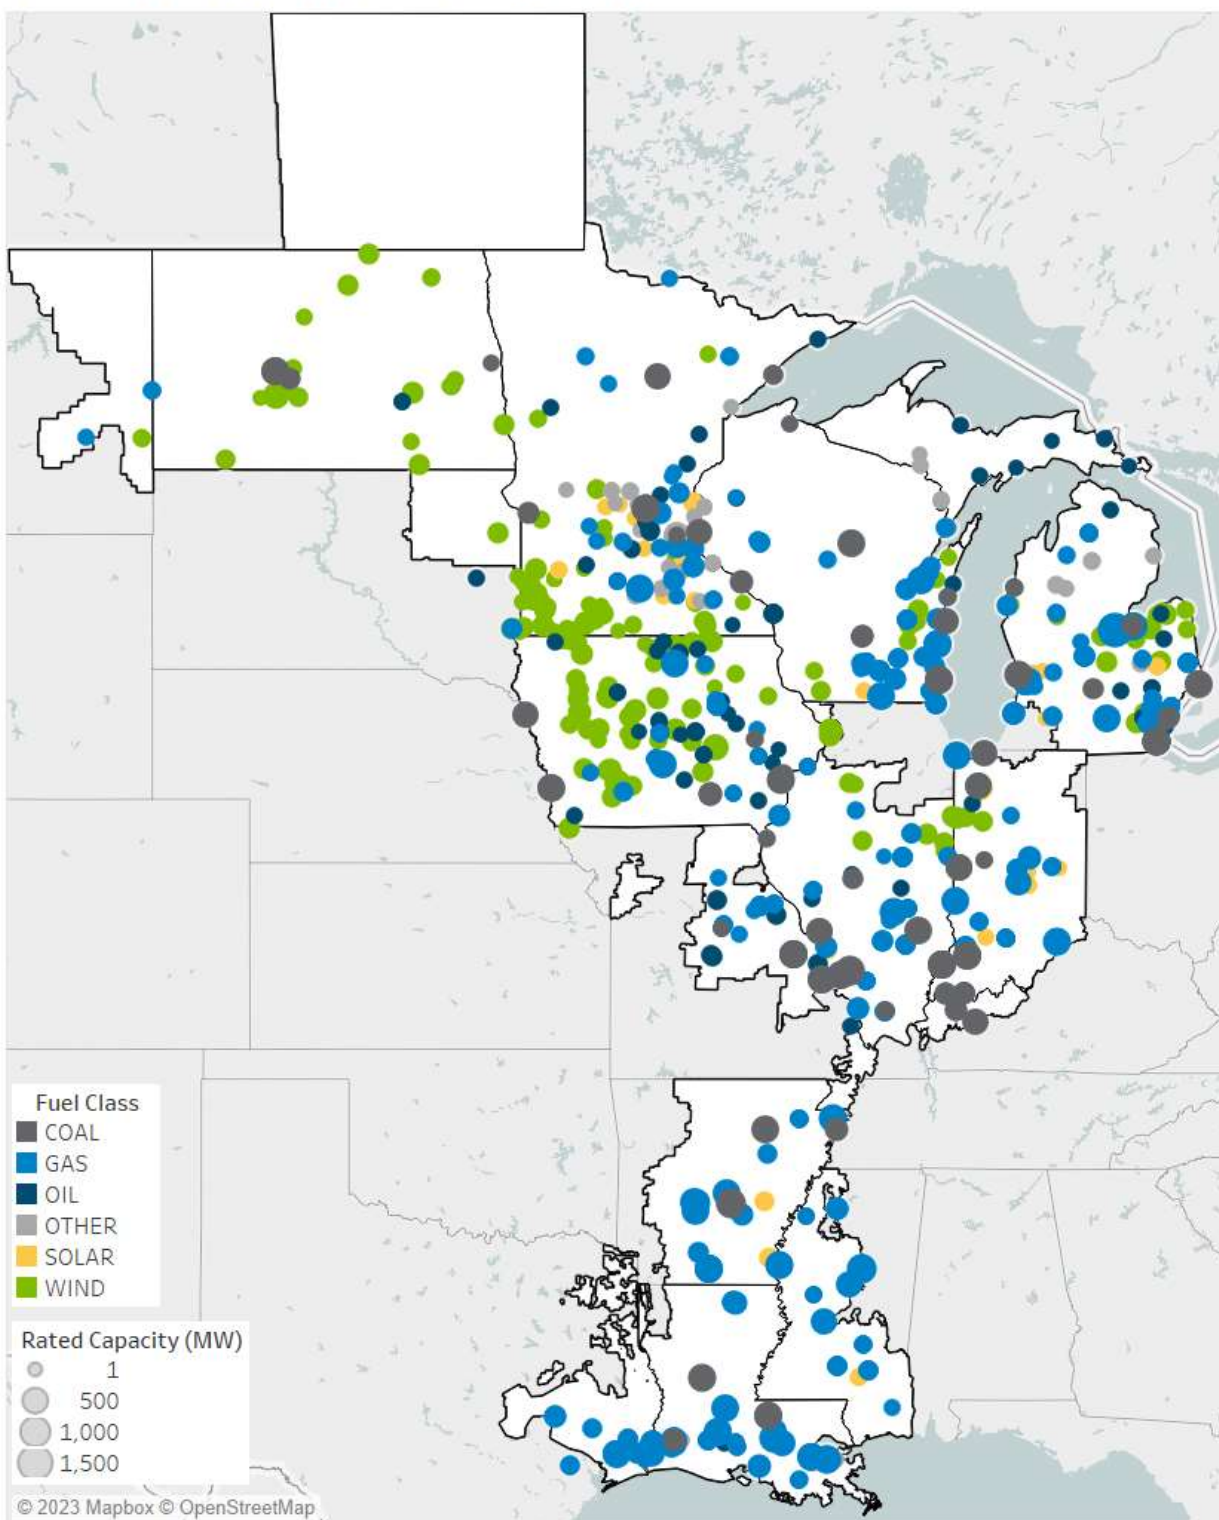 Fuel Class
COAL
GAS
OIL
OTHER
SOLAR
WIND
Rated Capacity (MW)
1
500
1,000
1,500
© 2023 Mapbox © OpenStreetMap